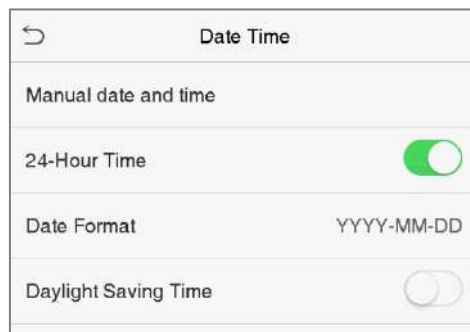 Date Time
Manual date and time
24-Hour Time
Date Format YYYY-MM-DD
Daylight Saving Time